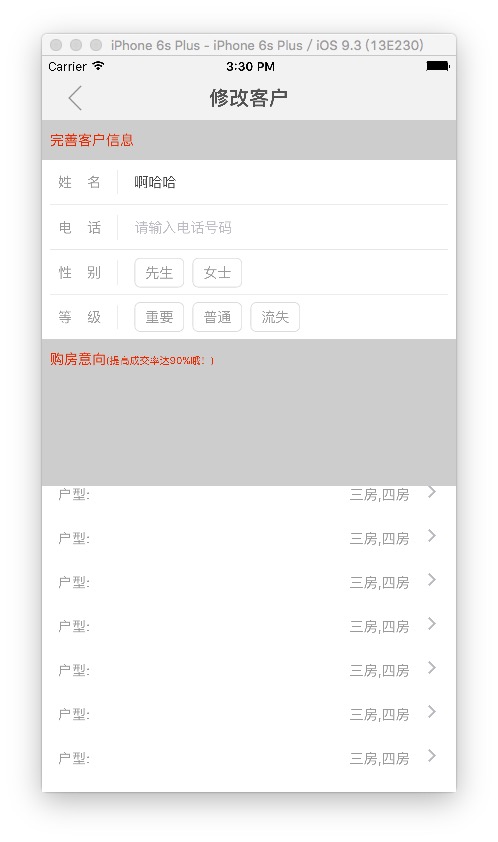 iPhone 6s Plus - iPhone 6s Plus / iOS 9.3 (13E230)
Carrier 3:30 PM
修改客户
完善客户信息
姓 名 啊哈哈
电 话 请输入电话号码
性 别 先生 女士
等 级 重要 普通 流失
购房意向(提高成交率达90%哦！)
户型: 三房,四房
户型: 三房,四房
户型: 三房,四房
户型: 三房,四房
户型: 三房,四房
户型: 三房,四房
户型: 三房,四房